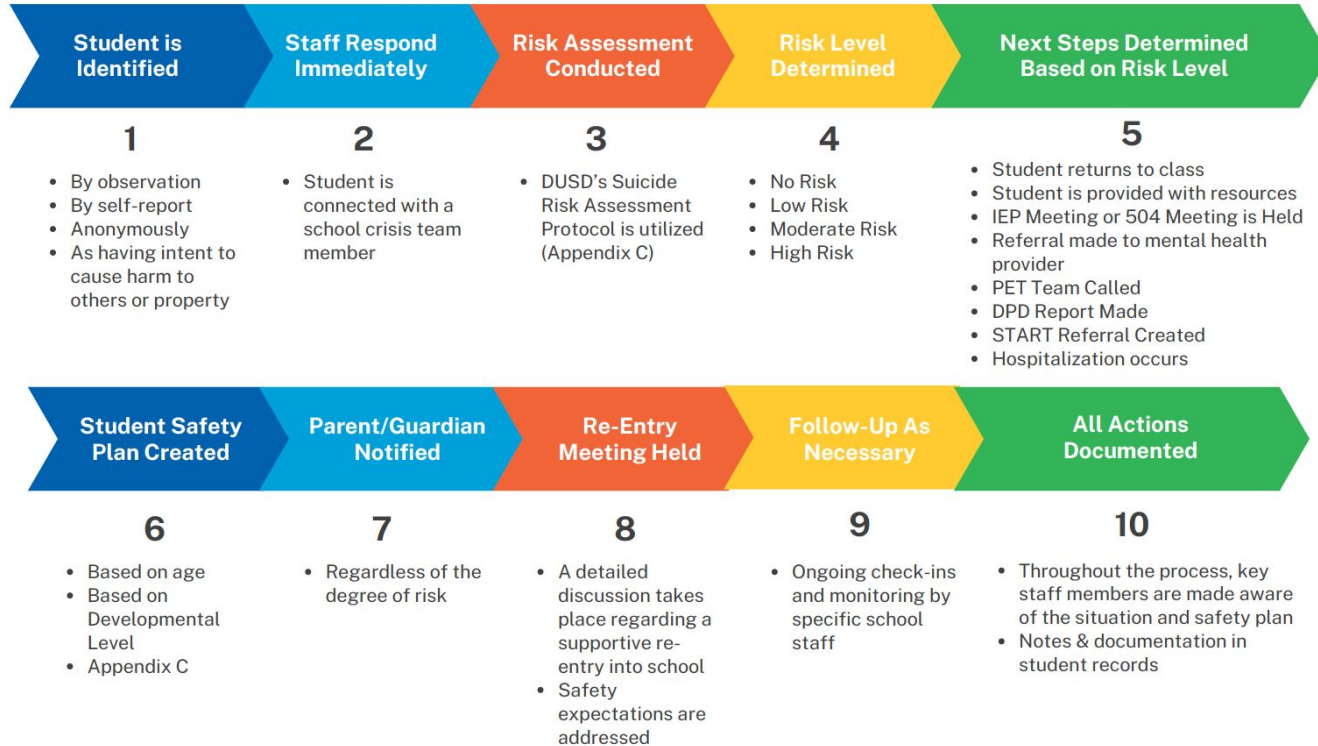 Student is
Identified
Staff Respond
Immediately
Risk Assessment
Conducted
Risk Level
Determined
Next Steps Determined
Based on Risk Level
1
• By observation
• By self-report
• Anonymously
• As having intent to
cause harm to
others or property
2
• Student is
connected with a
school crisis team
member
3
• DUSD's Suicide
Risk Assessment
Protocol is utilized
(Appendix C)
4
• No Risk
• Low Risk
• Moderate Risk
• High Risk
5
• Student returns to class
• Student is provided with resources
• IEP Meeting or 504 Meeting is Held
• Referral made to mental health
provider
• PET Team Called
• DPD Report Made
• START Referral Created
• Hospitalization occurs
Student Safety
Plan Created
Parent/Guardian
Notified
Re-Entry
Meeting Held
Follow-Up As
Necessary
All Actions
Documented
6
• Based on age
• Based on
Developmental
Level
• Appendix C
7
• Regardless of the
degree of risk
8
• A detailed
discussion takes
place regarding a
supportive re-
entry into school
• Safety
expectations are
addressed
9
• Ongoing check-ins
and monitoring by
specific school
staff
10
• Throughout the process, key
staff members are made aware
of the situation and safety plan
• Notes & documentation in
student records